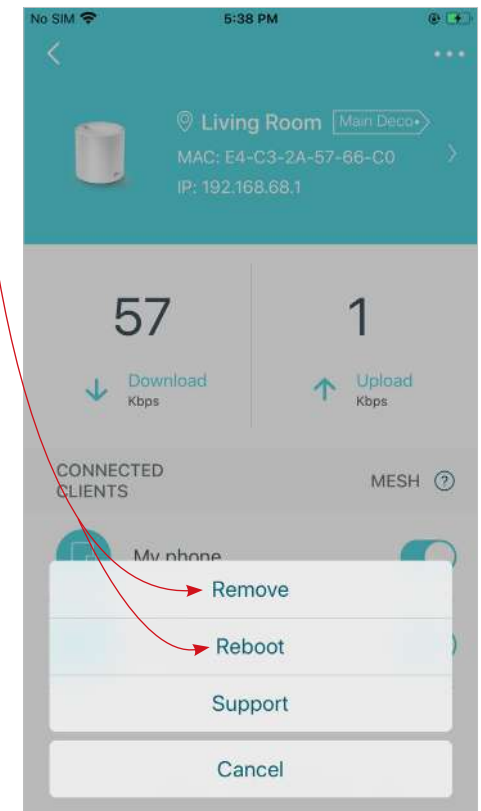 No SIM 5:38 PM
Living Room Main Deco
MAC: E4-C3-2A-57-66-C0
IP: 192.168.68.1
57 1
Download Upload
Kbps Kbps
CONNECTED
CLIENTS
MESH ?
My phone
Remove
Reboot
Support
Cancel